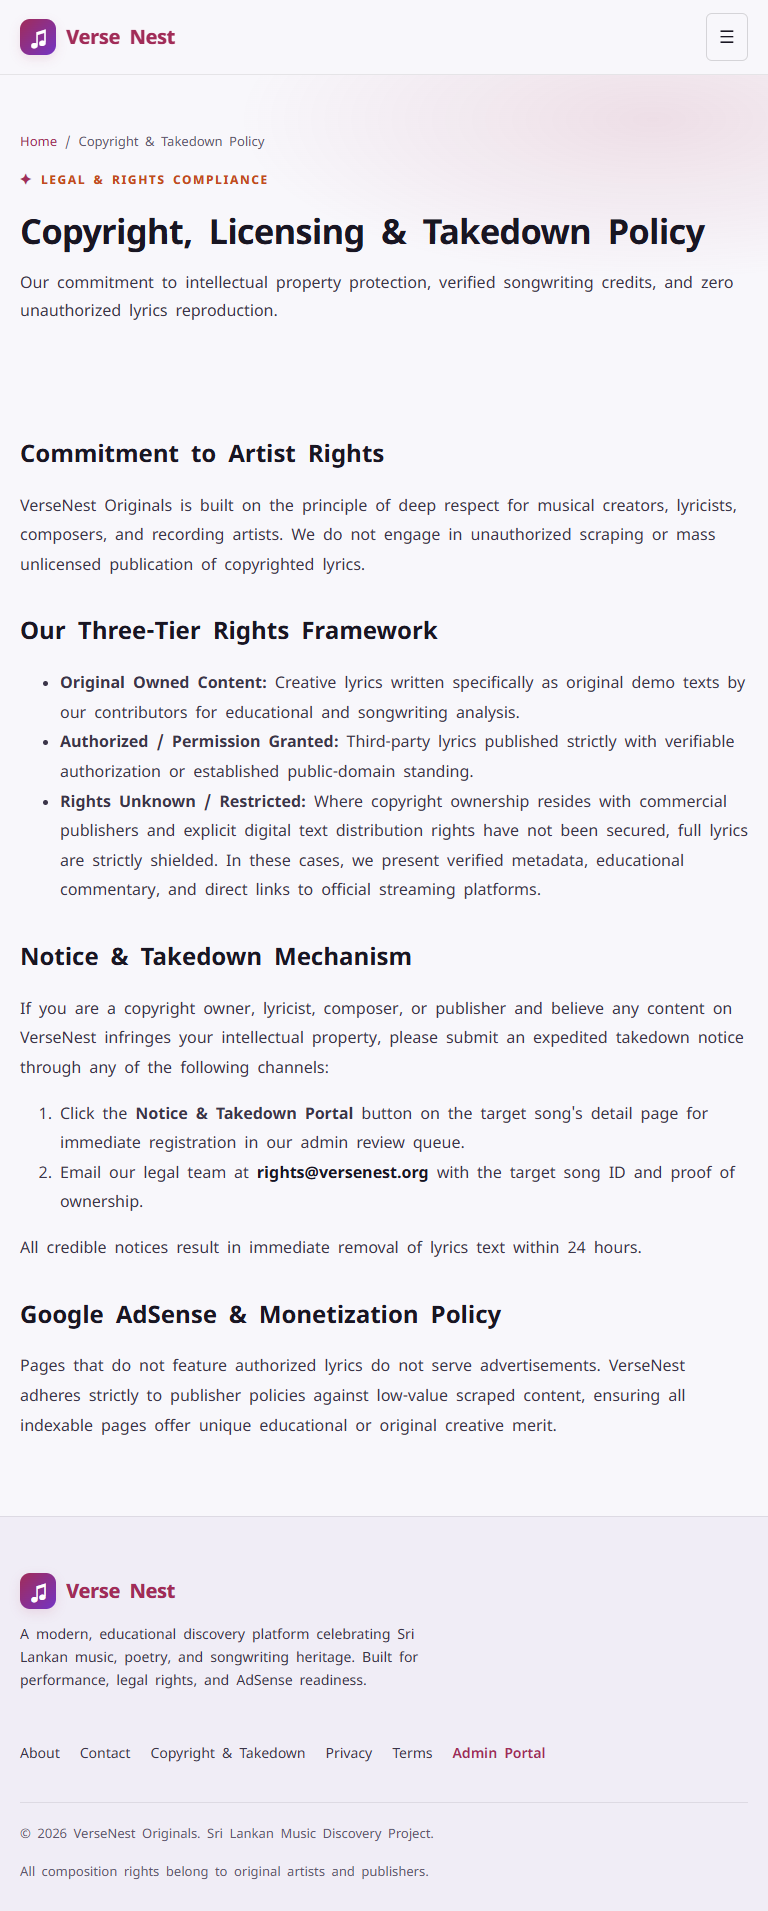 Verse Nest
☰
Home / Copyright & Takedown Policy
✦ LEGAL & RIGHTS COMPLIANCE
Copyright, Licensing & Takedown Policy
Our commitment to intellectual property protection, verified songwriting credits, and zero
unauthorized lyrics reproduction.
Commitment to Artist Rights
VerseNest Originals is built on the principle of deep respect for musical creators, lyricists,
composers, and recording artists. We do not engage in unauthorized scraping or mass
unlicensed publication of copyrighted lyrics.
Our Three-Tier Rights Framework
• Original Owned Content: Creative lyrics written specifically as original demo texts by
our contributors for educational and songwriting analysis.
• Authorized / Permission Granted: Third-party lyrics published strictly with verifiable
authorization or established public-domain standing.
• Rights Unknown / Restricted: Where copyright ownership resides with commercial
publishers and explicit digital text distribution rights have not been secured, full lyrics
are strictly shielded. In these cases, we present verified metadata, educational
commentary, and direct links to official streaming platforms.
Notice & Takedown Mechanism
If you are a copyright owner, lyricist, composer, or publisher and believe any content on
VerseNest infringes your intellectual property, please submit an expedited takedown notice
through any of the following channels:
1. Click the Notice & Takedown Portal button on the target song's detail page for
immediate registration in our admin review queue.
2. Email our legal team at rights@versenest.org with the target song ID and proof of
ownership.
All credible notices result in immediate removal of lyrics text within 24 hours.
Google AdSense & Monetization Policy
Pages that do not feature authorized lyrics do not serve advertisements. VerseNest
adheres strictly to publisher policies against low-value scraped content, ensuring all
indexable pages offer unique educational or original creative merit.
Verse Nest
A modern, educational discovery platform celebrating Sri
Lankan music, poetry, and songwriting heritage. Built for
performance, legal rights, and AdSense readiness.
About Contact Copyright & Takedown Privacy Terms Admin Portal
© 2026 VerseNest Originals. Sri Lankan Music Discovery Project.
All composition rights belong to original artists and publishers.